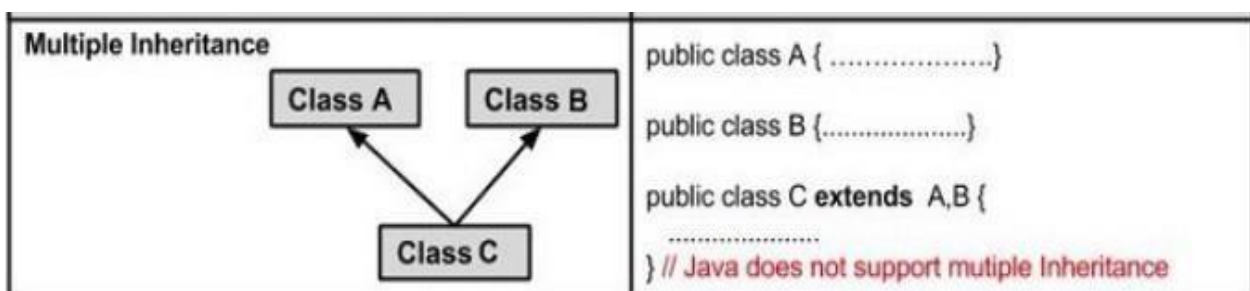 Multiple Inheritance
Class A
Class B
Class C
public class A { ...................}
public class B {....................}
public class C extends A,B {
.....................
} // Java does not support mutiple Inheritance